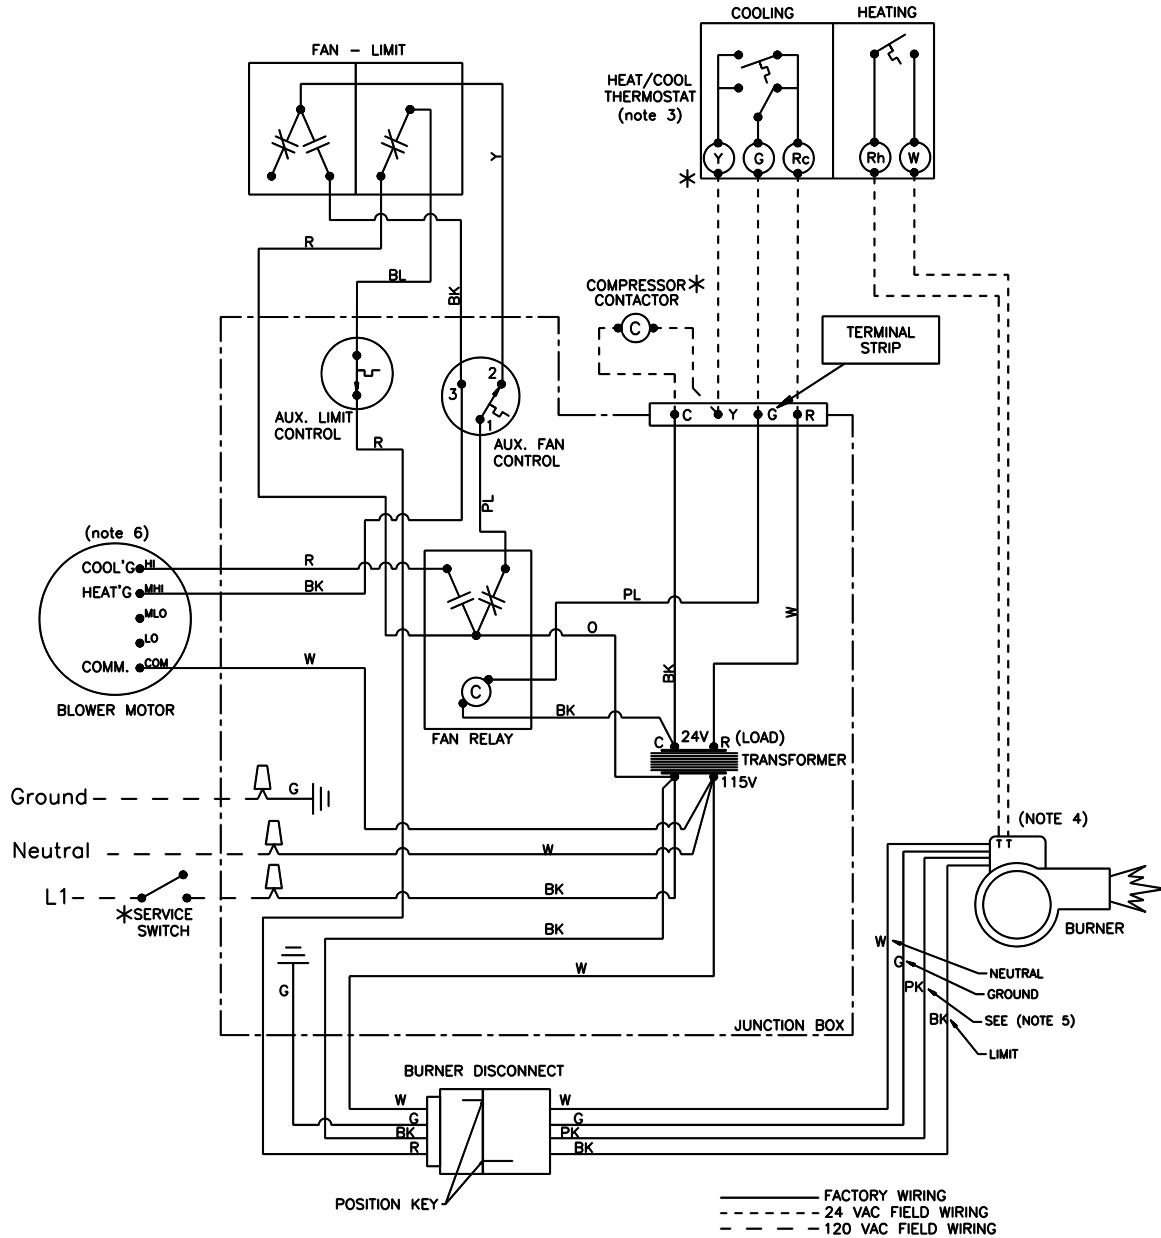 COOLING
HEATING
FAN - LIMIT
HEAT/COOL
THERMOSTAT
(note 3)
Y
G
Rc
Rh
W
*
Y
R
BL
BK
COMPRESSOR *
CONTACTOR
C
TERMINAL
STRIP
2
3
1
C
Y
G
R
AUX. LIMIT
CONTROL
R
AUX. FAN
CONTROL
PL
(note 6)
COOL'G
HI
R
HEAT'G
MHI
BK
MLO
LO
COMM.
COM
W
BLOWER MOTOR
PL
W
O
BK
C
BK
FAN RELAY
C
24V
R
(LOAD)
TRANSFORMER
115V
Ground
G
Neutral
W
L1
BK
*SERVICE
SWITCH
BK
W
G
(NOTE 4)
T T
BURNER
W
NEUTRAL
G
GROUND
PK
SEE (NOTE 5)
BK
LIMIT
JUNCTION BOX
BURNER DISCONNECT
W
W
G
G
BK
PK
R
BK
POSITION KEY
FACTORY WIRING
24 VAC FIELD WIRING
120 VAC FIELD WIRING